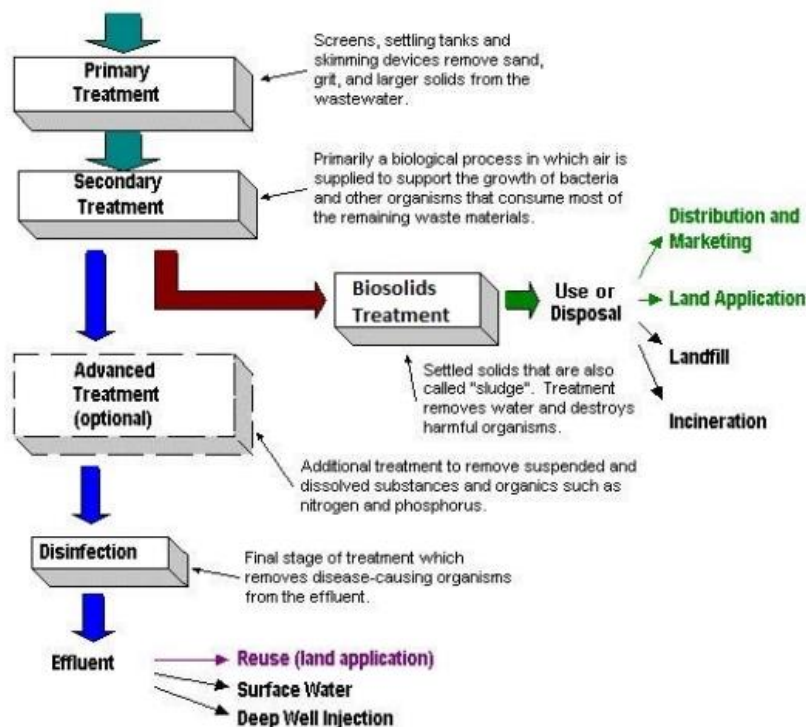 Primary
Treatment
Screens, settling tanks and
skimming devices remove sand,
grit, and larger solids from the
wastewater.
Secondary
Treatment
Primarily a biological process in which air is
supplied to support the growth of bacteria
and other organisms that consume most of
the remaining waste materials.
Biosolids
Treatment
Use or
Disposal
Distribution and
Marketing
Land Application
Landfill
Incineration
Settled solids that are also
called "sludge". Treatment
removes water and destroys
harmful organisms.
Advanced
Treatment
(optional)
Additional treatment to remove suspended and
dissolved substances and organics such as
nitrogen and phosphorus.
Disinfection
Final stage of treatment which
removes disease-causing organisms
from the effluent.
Effluent
Reuse (land application)
Surface Water
Deep Well Injection